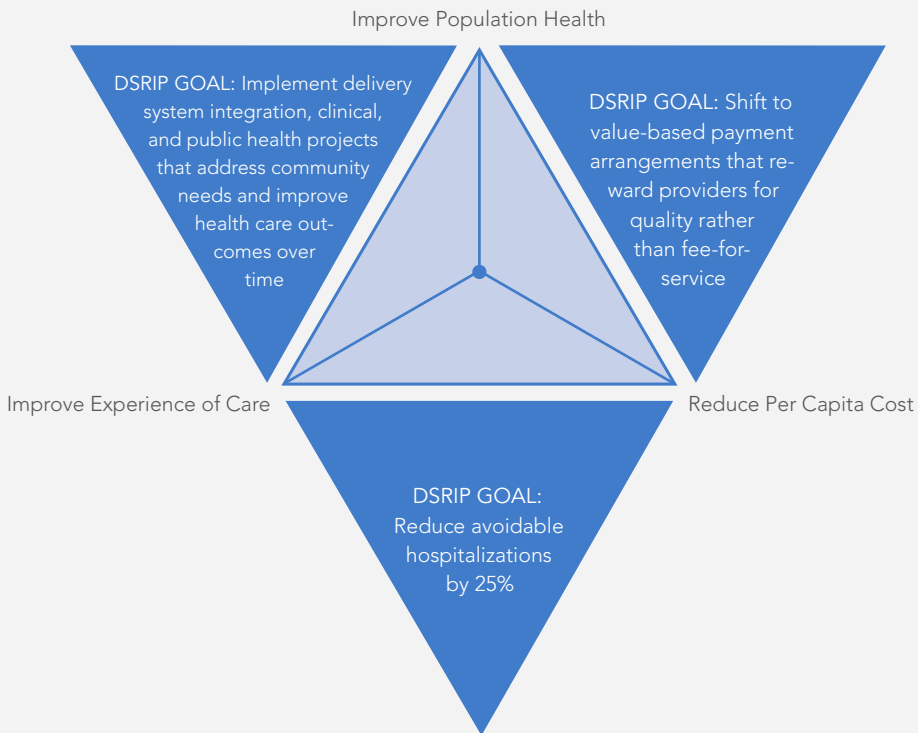 Improve Population Health
DSRIP GOAL: Implement delivery
system integration, clinical,
and public health projects
that address community
needs and improve
health care out-
comes over
time
DSRIP GOAL: Shift to
value-based payment
arrangements that re-
ward providers for
quality rather
than fee-for-
service
Improve Experience of Care
Reduce Per Capita Cost
DSRIP GOAL:
Reduce avoidable
hospitalizations
by 25%